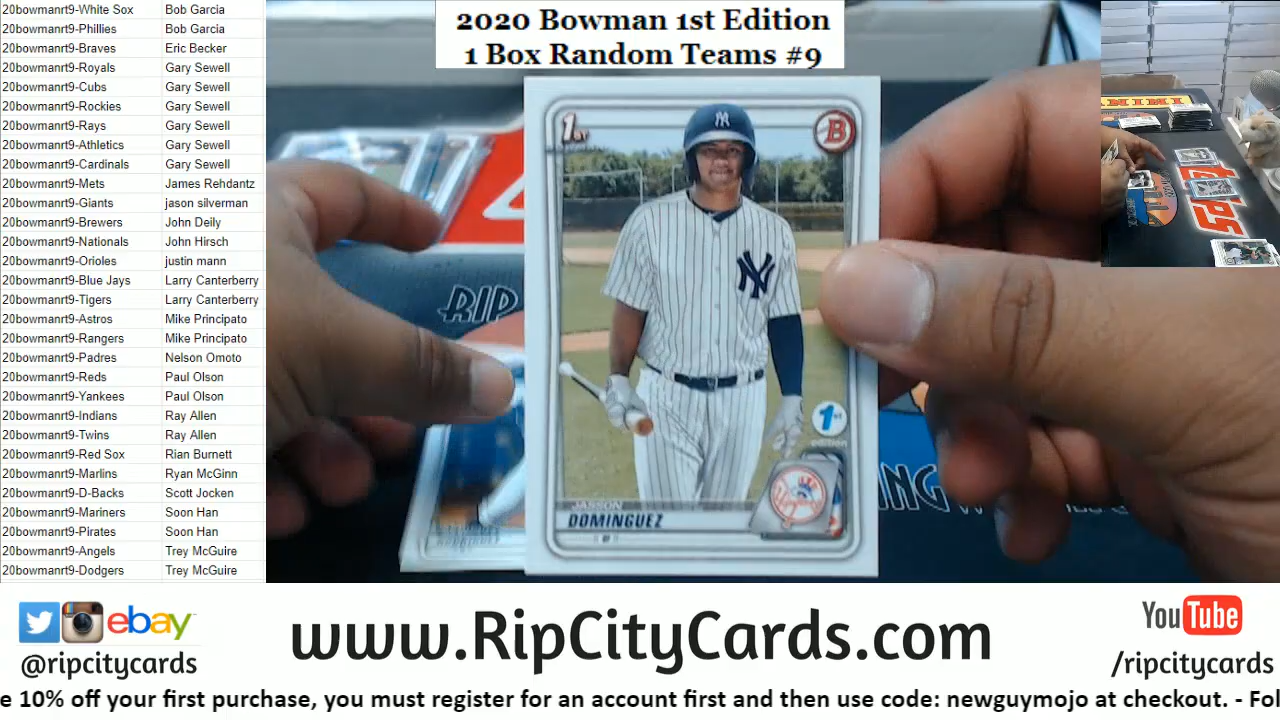 20bowmanrt9-White Sox Bob Garcia
20bowmanrt9-Phillies Bob Garcia
20bowmanrt9-Braves Eric Becker
20bowmanrt9-Royals Gary Sewell
20bowmanrt9-Cubs Gary Sewell
20bowmanrt9-Rockies Gary Sewell
20bowmanrt9-Rays Gary Sewell
20bowmanrt9-Athletics Gary Sewell
20bowmanrt9-Cardinals Gary Sewell
20bowmanrt9-Mets James Rehdantz
20bowmanrt9-Giants jason silverman
20bowmanrt9-Brewers John Deily
20bowmanrt9-Nationals John Hirsch
20bowmanrt9-Orioles justin mann
20bowmanrt9-Blue Jays Larry Canterberry
20bowmanrt9-Tigers Larry Canterberry
20bowmanrt9-Astros Mike Principato
20bowmanrt9-Rangers Mike Principato
20bowmanrt9-Padres Nelson Omoto
20bowmanrt9-Reds Paul Olson
20bowmanrt9-Yankees Paul Olson
20bowmanrt9-Indians Ray Allen
20bowmanrt9-Twins Ray Allen
20bowmanrt9-Red Sox Rian Burnett
20bowmanrt9-Marlins Ryan McGinn
20bowmanrt9-D-Backs Scott Jocken
20bowmanrt9-Mariners Soon Han
20bowmanrt9-Pirates Soon Han
20bowmanrt9-Angels Trey McGuire
20bowmanrt9-Dodgers Trey McGuire
2020 Bowman 1st Edition
1 Box Random Teams #9
1st
B
NY
NY
1st
edition
JASSON
DOMINGUEZ
RIP
topps
ebay
@ripcitycards
www.RipCityCards.com
YouTube
/ripcitycards
e 10% off your first purchase, you must register for an account first and then use code: newguymojo at checkout. - Fol